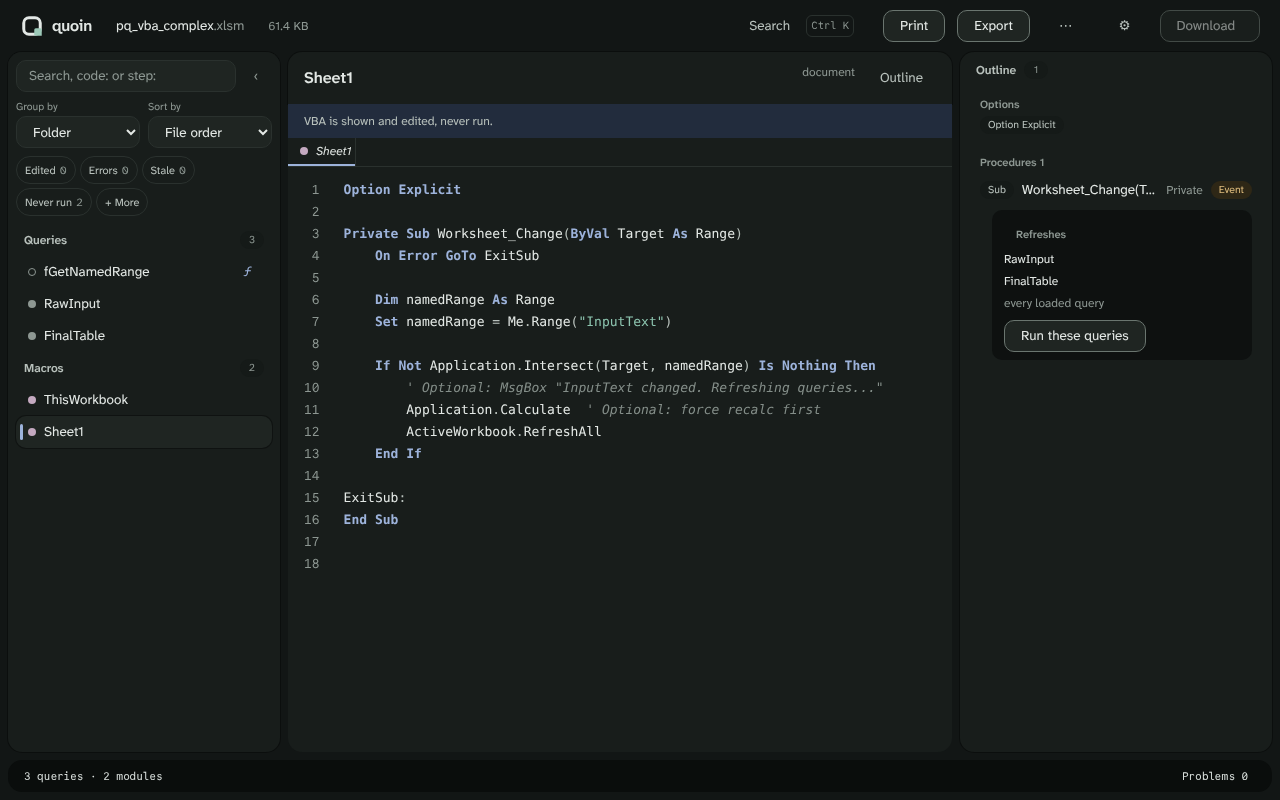 quoin
pq_vba_complex.xlsm
61.4 KB
Search Ctrl K
Print
Export
⋯
⚙
Download
Search, code: or step:
‹
Group by
Sort by
Folder
File order
Edited 0
Errors 0
Stale 0
Never run 2
+ More
Queries 3
fGetNamedRange ƒ
RawInput
FinalTable
Macros 2
ThisWorkbook
Sheet1
Sheet1
document
Outline
VBA is shown and edited, never run.
Sheet1
1 Option Explicit
2
3 Private Sub Worksheet_Change(ByVal Target As Range)
4     On Error GoTo ExitSub
5
6     Dim namedRange As Range
7     Set namedRange = Me.Range("InputText")
8
9     If Not Application.Intersect(Target, namedRange) Is Nothing Then
10         ' Optional: MsgBox "InputText changed. Refreshing queries..."
11         Application.Calculate  ' Optional: force recalc first
12         ActiveWorkbook.RefreshAll
13     End If
14
15 ExitSub:
16 End Sub
17
18
Outline 1
Options
Option Explicit
Procedures 1
Sub Worksheet_Change(T... Private Event
Refreshes
RawInput
FinalTable
every loaded query
Run these queries
3 queries · 2 modules
Problems 0